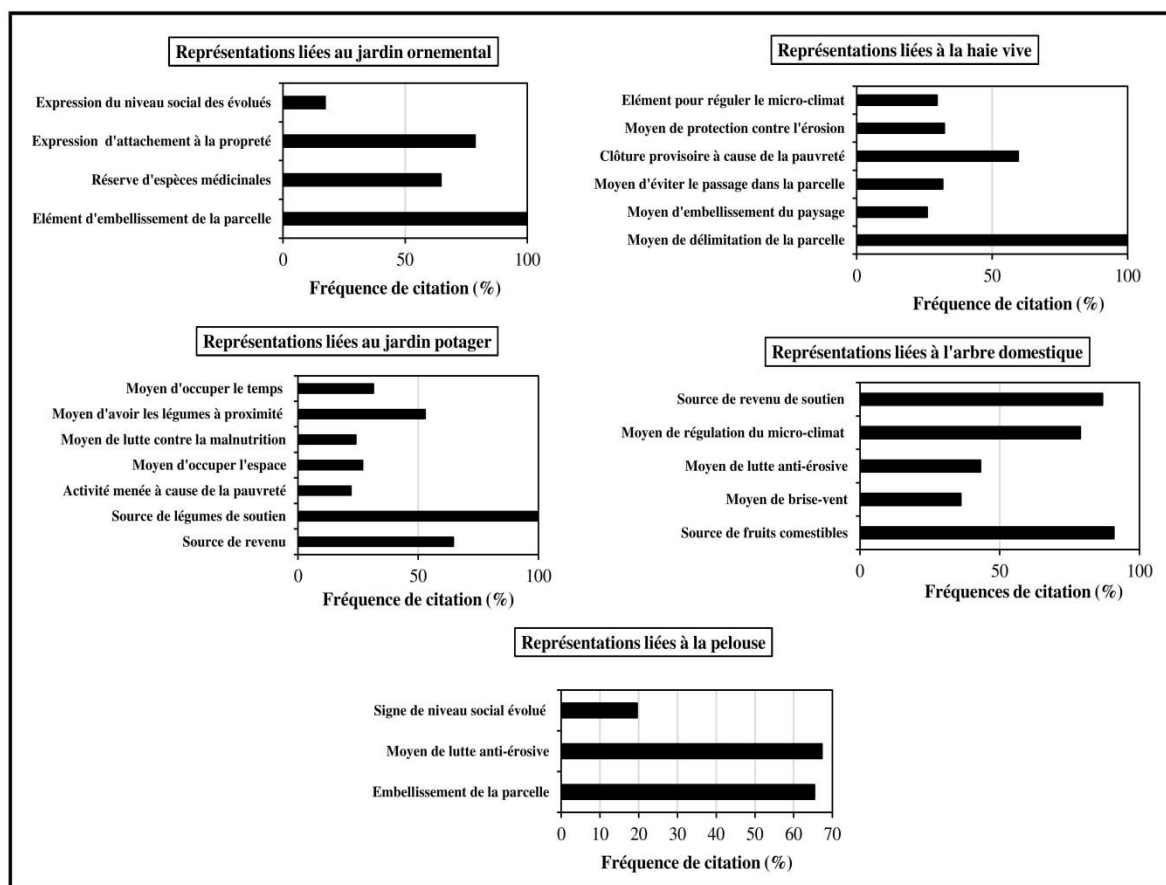 Représentations liées au jardin ornemental
Expression du niveau social des évolués
Expression d'attachement à la propreté
Réserve d'espèces médicinales
Elément d'embellissement de la parcelle
0 50 100
Fréquence de citation (%)
Représentations liées à la haie vive
Elément pour réguler le micro-climat
Moyen de protection contre l'érosion
Clôture provisoire à cause de la pauvreté
Moyen d'éviter le passage dans la parcelle
Moyen d'embellissement du paysage
Moyen de délimitation de la parcelle
0 50 100
Fréquence de citation (%)
Représentations liées au jardin potager
Moyen d'occuper le temps
Moyen d'avoir les légumes à proximité
Moyen de lutte contre la malnutrition
Moyen d'occuper l'espace
Activité menée à cause de la pauvreté
Source de légumes de soutien
Source de revenu
0 50 100
Fréquence de citation (%)
Représentations liées à l'arbre domestique
Source de revenu de soutien
Moyen de régulation du micro-climat
Moyen de lutte anti-érosive
Moyen de brise-vent
Source de fruits comestibles
0 50 100
Fréquences de citation (%)
Représentations liées à la pelouse
Signe de niveau social évolué
Moyen de lutte anti-érosive
Embellissement de la parcelle
0 10 20 30 40 50 60 70
Fréquence de citation (%)